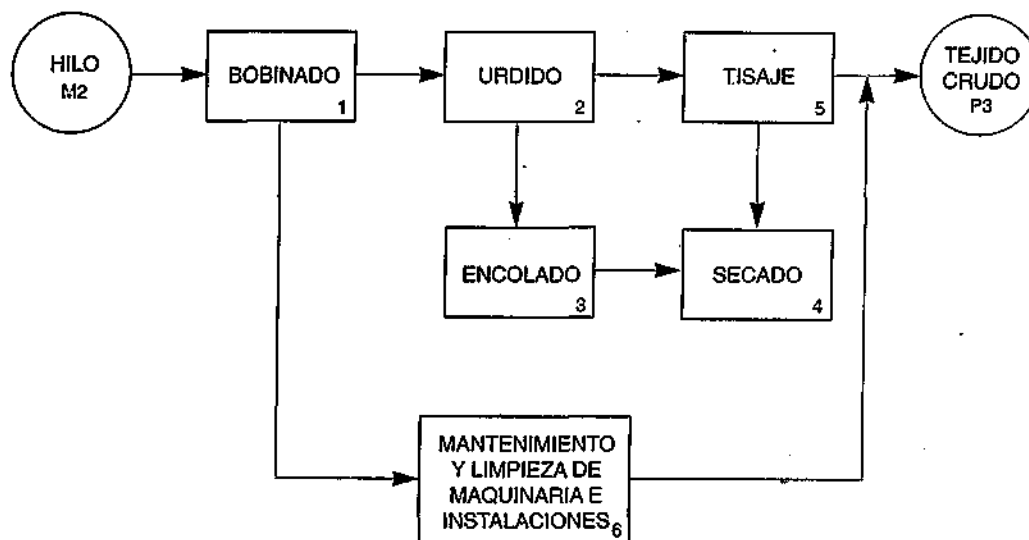 HILO
M2
BOBINADO
1
URDIDO
2
TISAJE
5
TEJIDO
CRUDO
P3
ENCOLADO
3
SECADO
4
MANTENIMIENTO
Y LIMPIEZA DE
MAQUINARIA E
INSTALACIONES
6